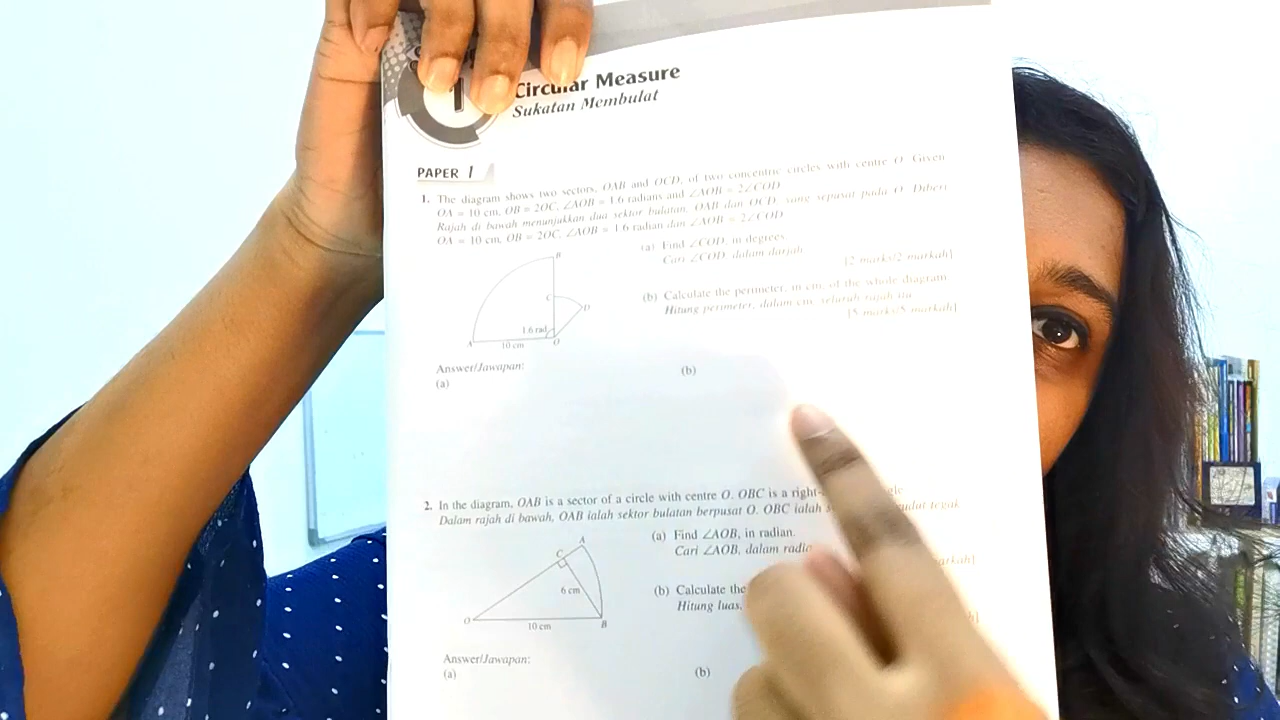 1
Circular Measure
Sukatan Membulat
PAPER 1
1. The diagram shows two sectors, OAB and OCD, of two concentric circles with centre O. Given
OA = 10 cm, OB = 2OC, ∠AOB = 1.6 radians and ∠AOB = 2∠COD.
Rajah di bawah menunjukkan dua sektor bulatan, OAB dan OCD, yang sepusat pada O. Diberi
OA = 10 cm, OB = 2OC, ∠AOB = 1.6 radian dan ∠AOB = 2∠COD.
(a) Find ∠COD, in degrees.
Cari ∠COD, dalam darjah.
[2 marks/2 markah]
(b) Calculate the perimeter, in cm, of the whole diagram.
Hitung perimeter, dalam cm, seluruh rajah itu.
[5 marks/5 markah]
B
C
D
1.6 rad
A
10 cm
O
Answer/Jawapan:
(a)
(b)
2. In the diagram, OAB is a sector of a circle with centre O. OBC is a right-
Dalam rajah di bawah, OAB ialah sektor bulatan berpusat O. OBC ialah tegak
(a) Find ∠AOB, in radian.
Cari ∠AOB, dalam
(b) Calculate the
Hitung luas,
A
C
6 cm
O
10 cm
B
Answer/Jawapan:
(a)
(b)